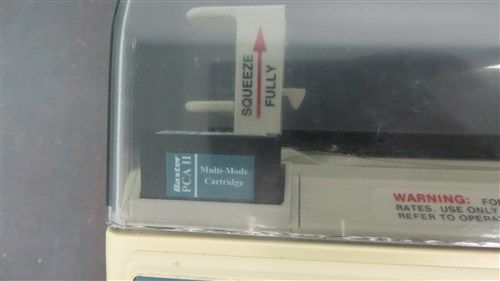 SQUEEZE
FULLY
Baxter
PCA II
Multi-Mode
Cartridge
WARNING: FO
RATES, USE ONLY
REFER TO OPERA